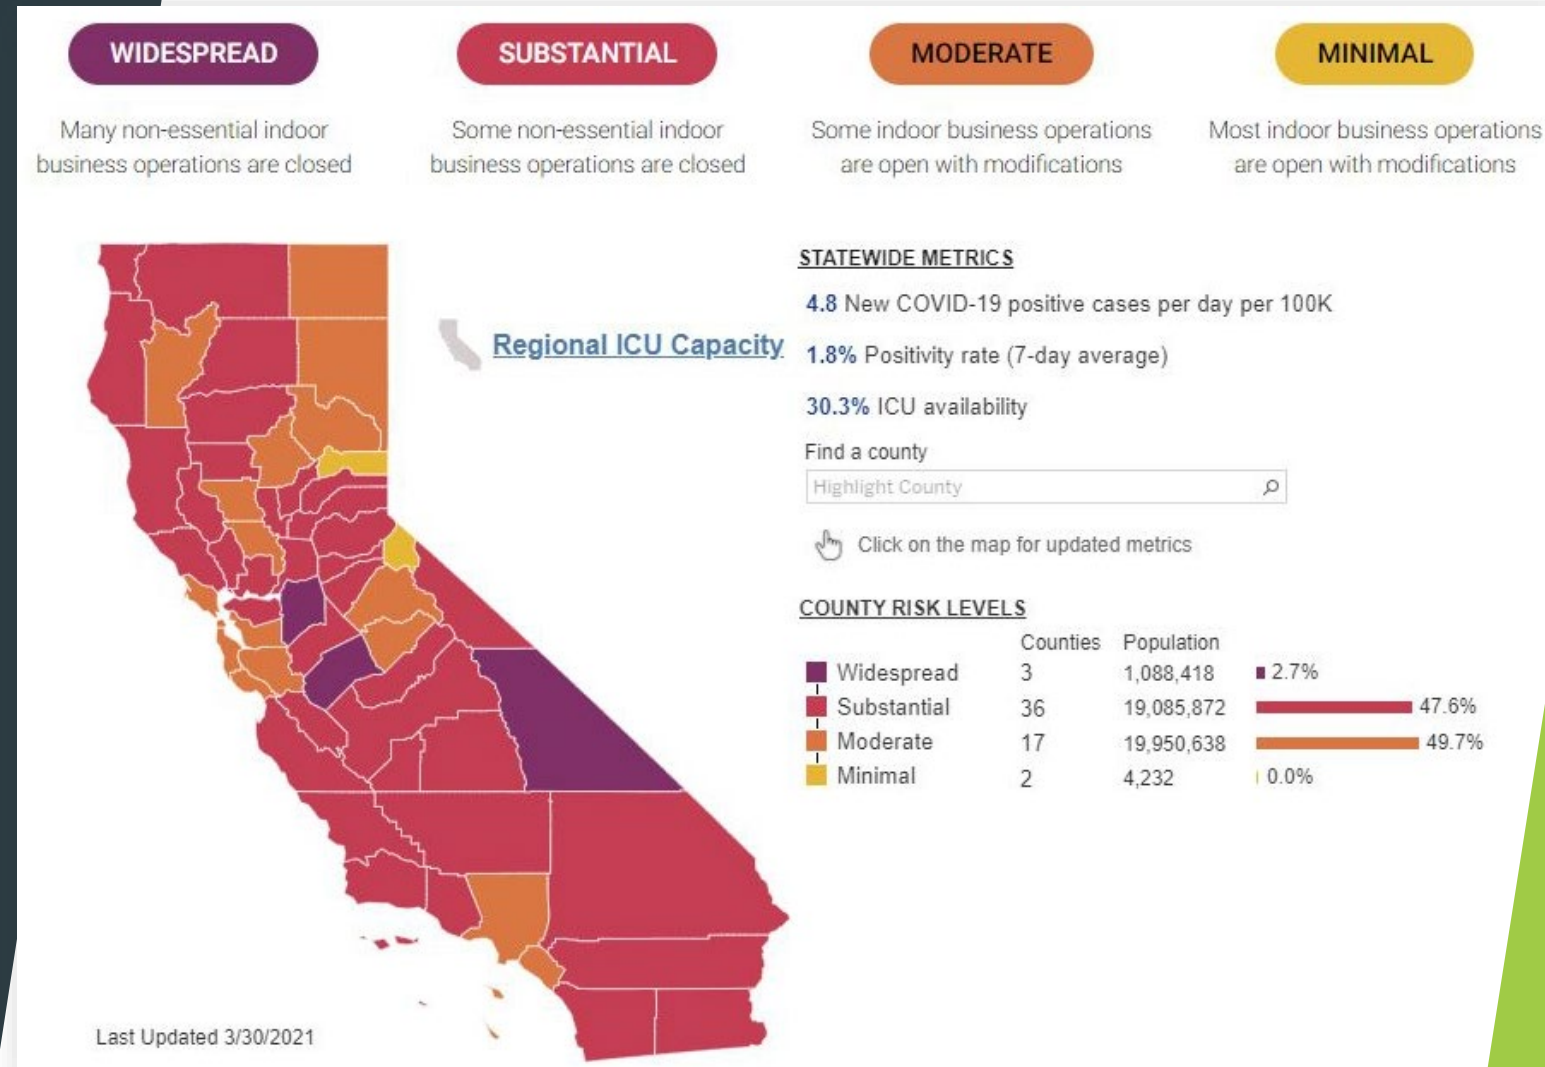 WIDESPREAD
Many non-essential indoor
business operations are closed
SUBSTANTIAL
Some non-essential indoor
business operations are closed
MODERATE
Some indoor business operations
are open with modifications
MINIMAL
Most indoor business operations
are open with modifications
Regional ICU Capacity
STATEWIDE METRICS
4.8 New COVID-19 positive cases per day per 100K
1.8% Positivity rate (7-day average)
30.3% ICU availability
Find a county
Highlight County
Click on the map for updated metrics
COUNTY RISK LEVELS
Counties Population
Widespread 3 1,088,418 2.7%
Substantial 36 19,085,872 47.6%
Moderate 17 19,950,638 49.7%
Minimal 2 4,232 0.0%
Last Updated 3/30/2021